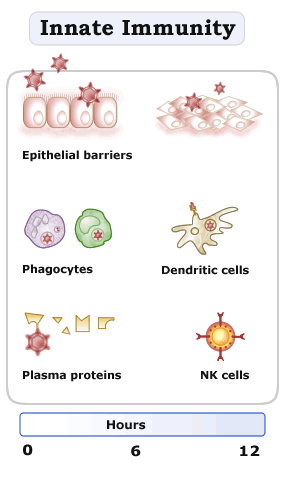 Innate Immunity
Epithelial barriers
Phagocytes
Dendritic cells
Plasma proteins
NK cells
Hours
0 6 12